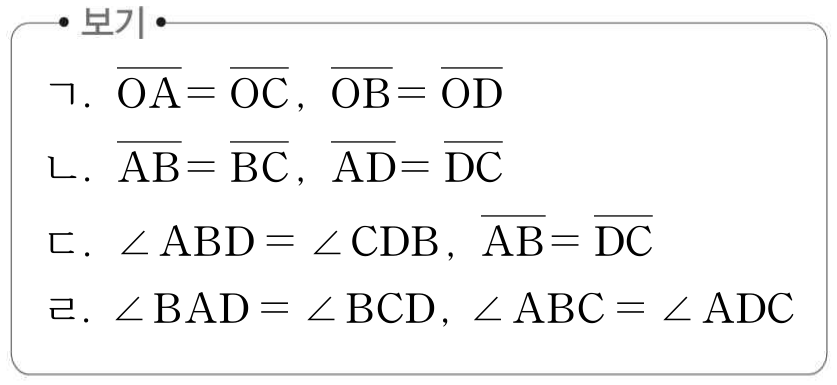 • 보기 •
ㄱ. OA = OC, OB = OD
ㄴ. AB = BC, AD = DC
ㄷ. ∠ABD = ∠CDB, AB = DC
ㄹ. ∠BAD = ∠BCD, ∠ABC = ∠ADC